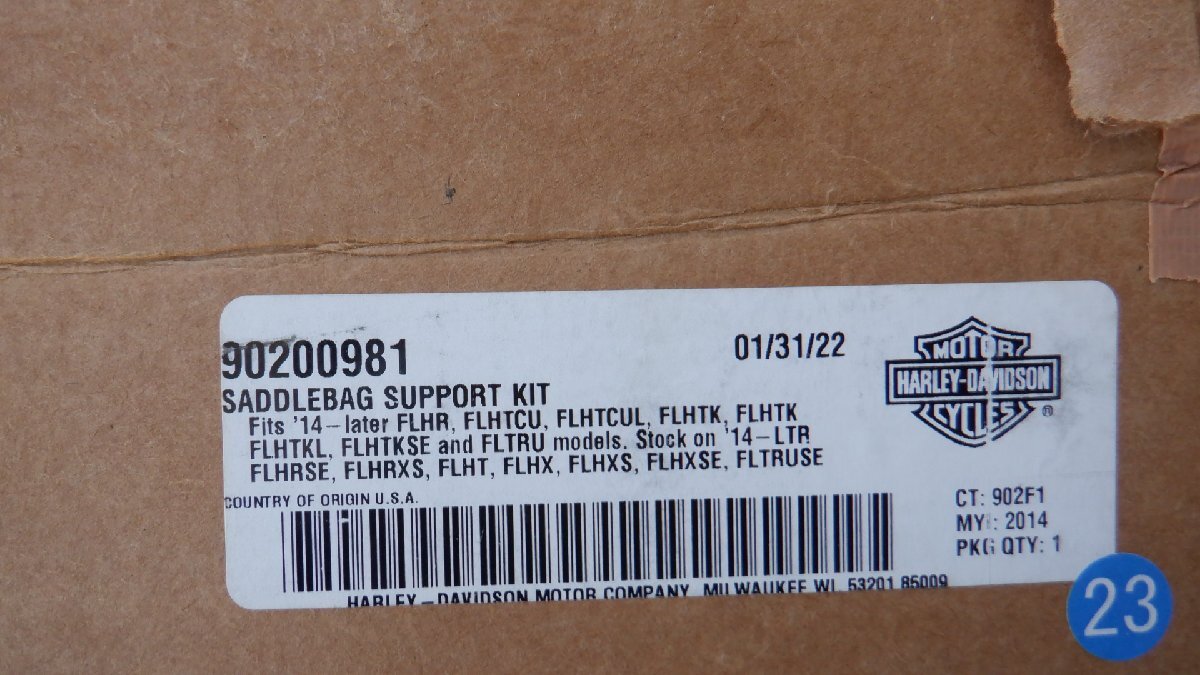 90200981
01/31/22
SADDLEBAG SUPPORT KIT
Fits '14-later FLHR, FLHTCU, FLHTCUL, FLHTK, FLHTK
FLHTKL, FLHTKSE and FLTRU models. Stock on '14-LTR
FLHRSE, FLHRXS, FLHT, FLHX, FLHXS, FLHXSE, FLTRUSE
MOTOR
HARLEY-DAVIDSON
CYCLES
®
COUNTRY OF ORIGIN U.S.A.
CT: 902F1
MY: 2014
PKG QTY: 1
HARLEY-DAVIDSON MOTOR COMPANY MILWAUKEE WI. 53201 85009
23